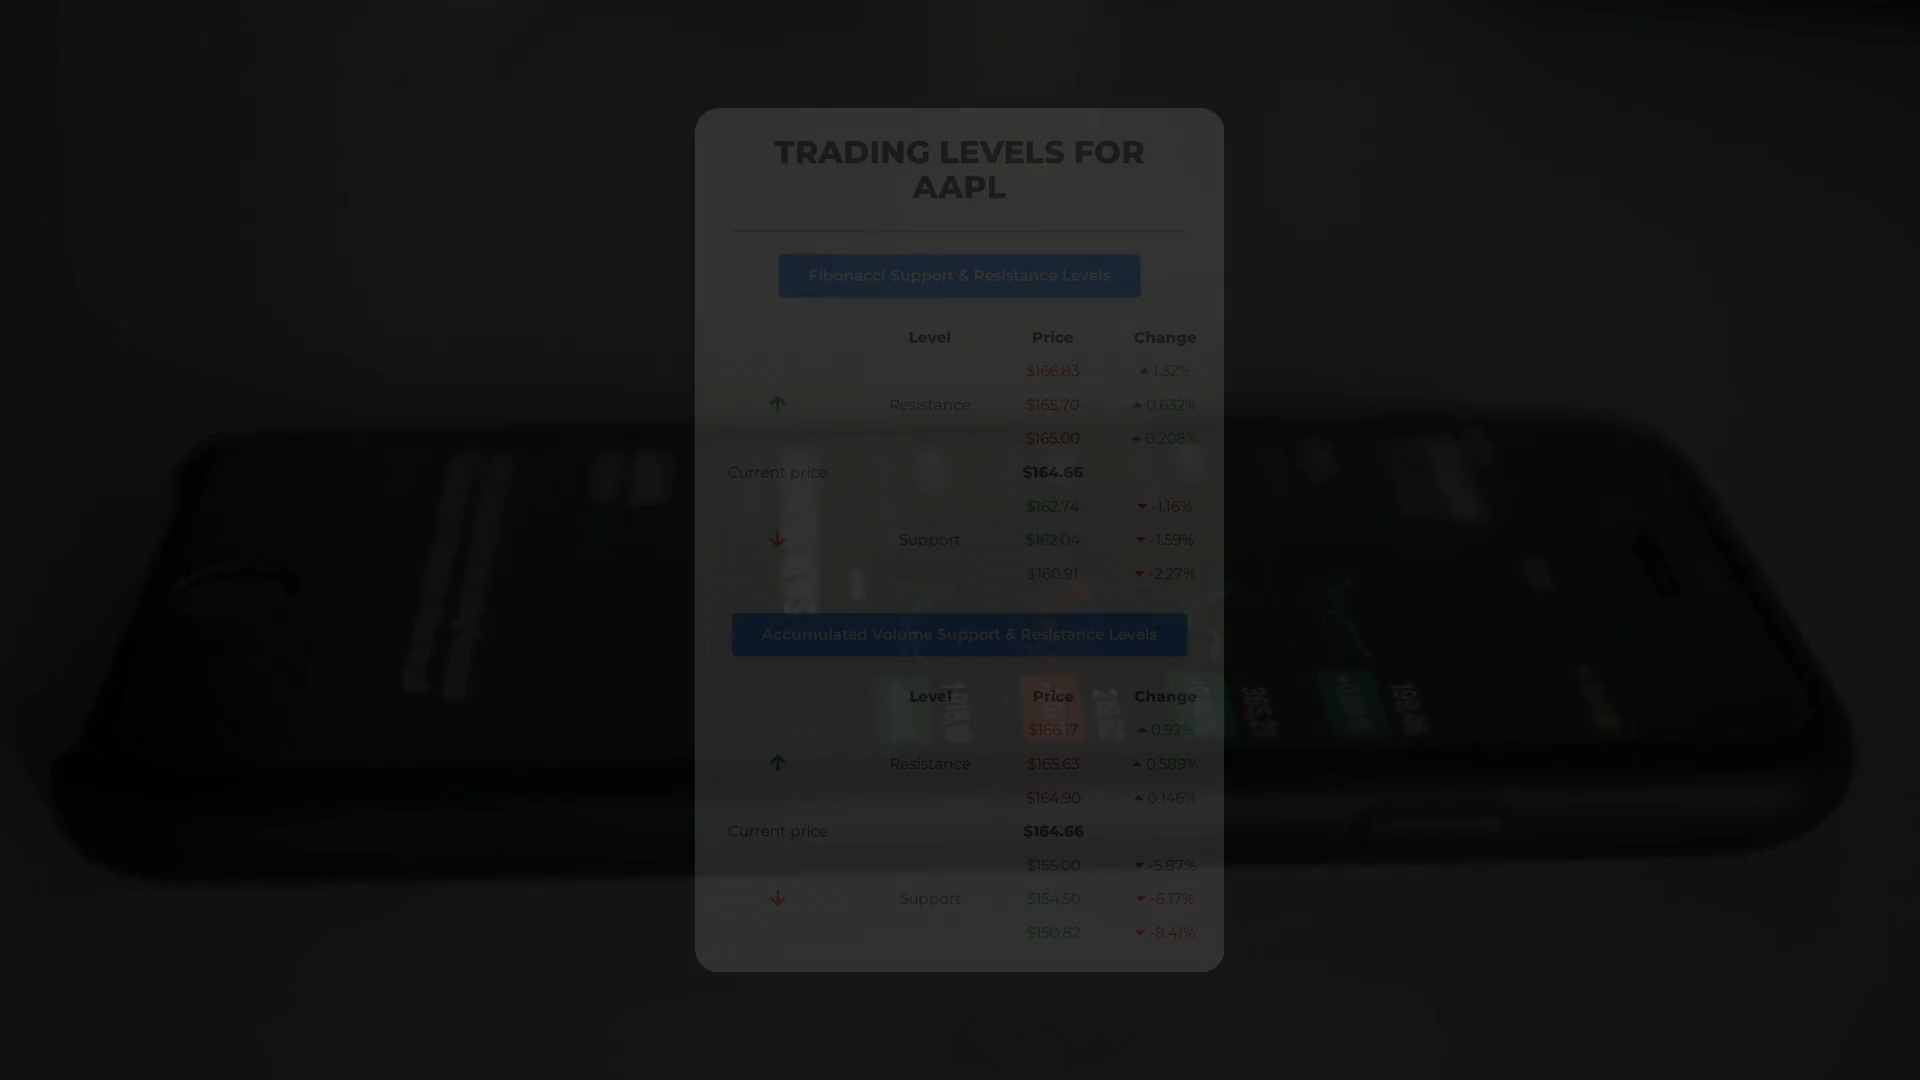 TRADING LEVELS FOR
AAPL
Fibonacci Support & Resistance Levels
Level Price Change
$166.83 1.32%
Resistance $165.70 0.632%
$165.00 0.208%
Current price $164.66
$162.74 -1.16%
Support $162.04 -1.59%
$160.91 -2.27%
Accumulated Volume Support & Resistance Levels
Level Price Change
$166.17 0.92%
Resistance $165.63 0.589%
$164.90 0.146%
Current price $164.66
$155.00 -5.87%
Support $154.50 -6.17%
$150.82 -8.41%